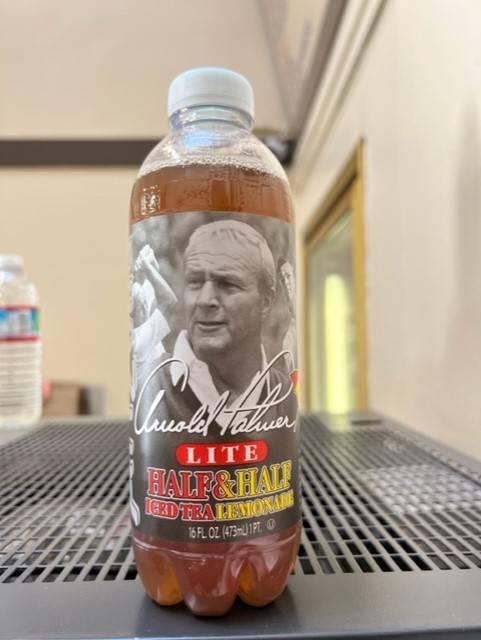 Arnold Palmer
LITE
HALF&HALF
ICED TEA LEMONADE
16 FL. OZ. (473mL) 1 PT. Ⓤ